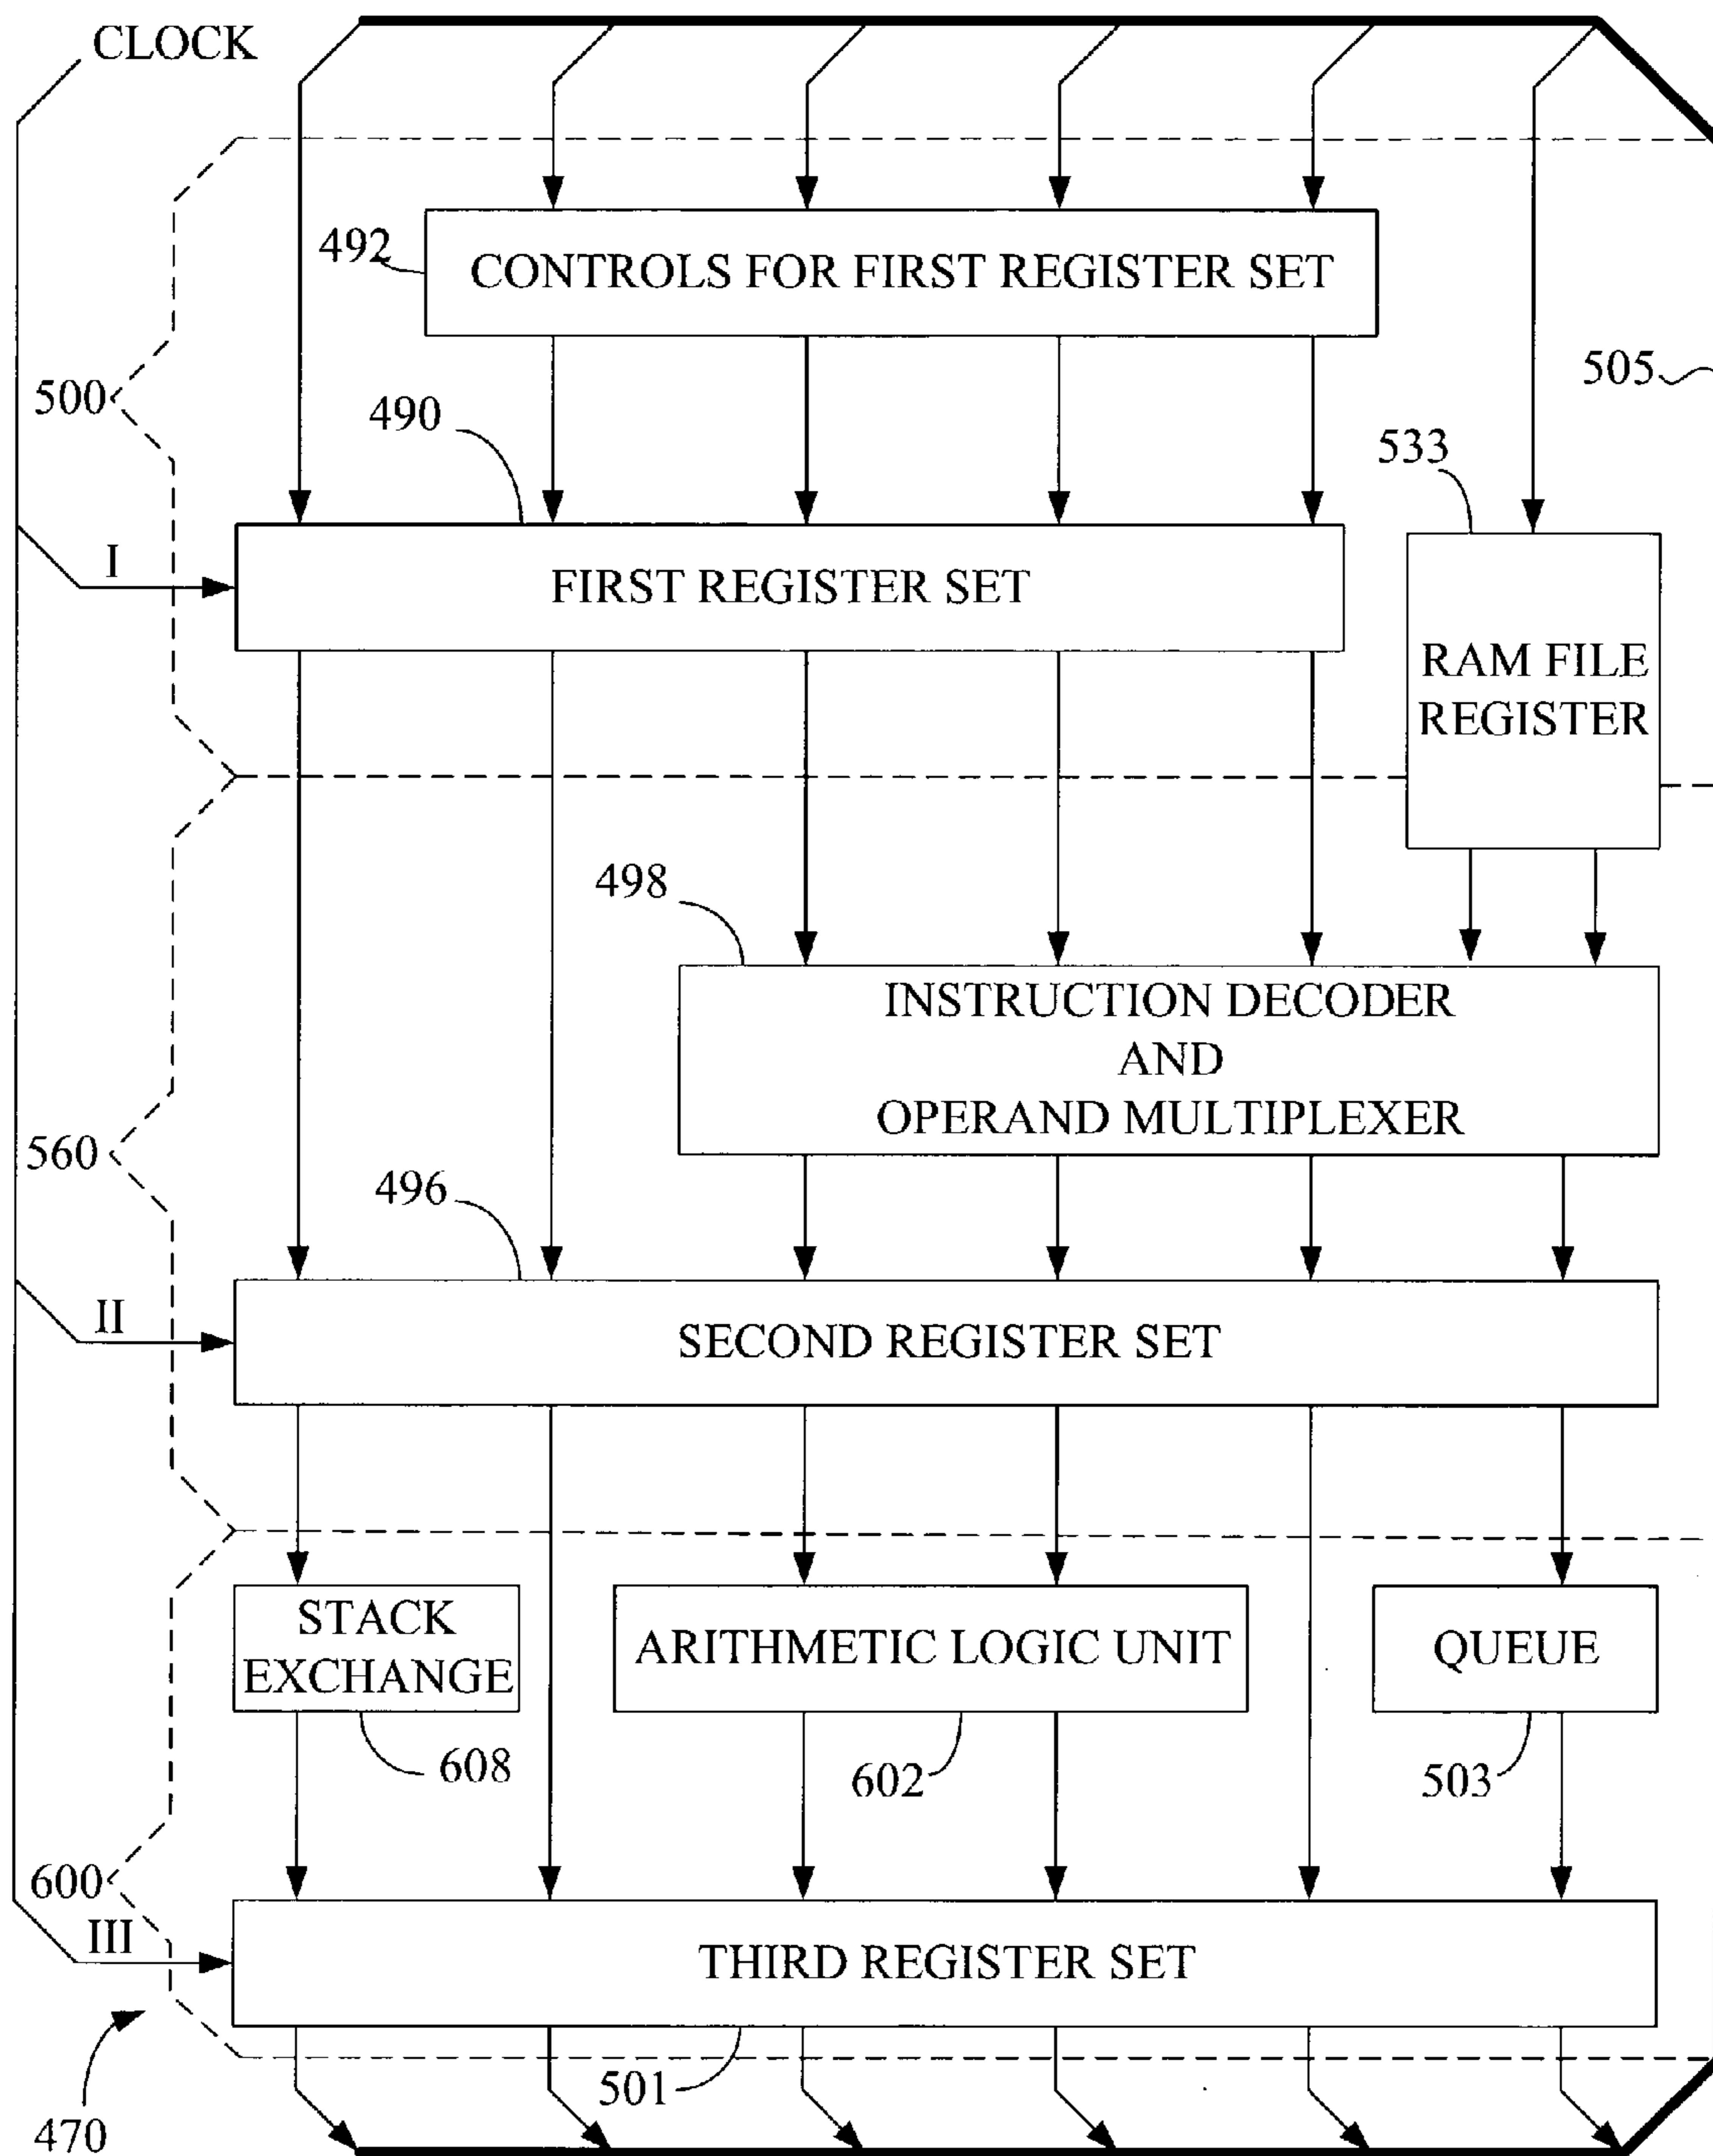 CLOCK
492
CONTROLS FOR FIRST REGISTER SET
500
505
490
533
I
FIRST REGISTER SET
RAM FILE
REGISTER
498
INSTRUCTION DECODER
AND
OPERAND MULTIPLEXER
560
496
II
SECOND REGISTER SET
STACK
EXCHANGE
ARITHMETIC LOGIC UNIT
QUEUE
608
602
503
600
III
THIRD REGISTER SET
501
470